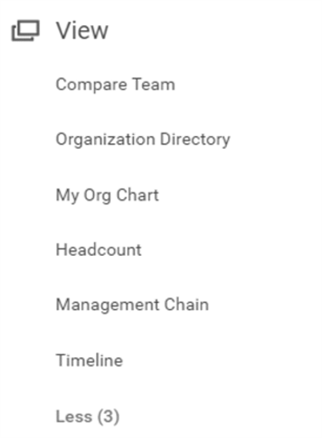 View
Compare Team
Organization Directory
My Org Chart
Headcount
Management Chain
Timeline
Less (3)